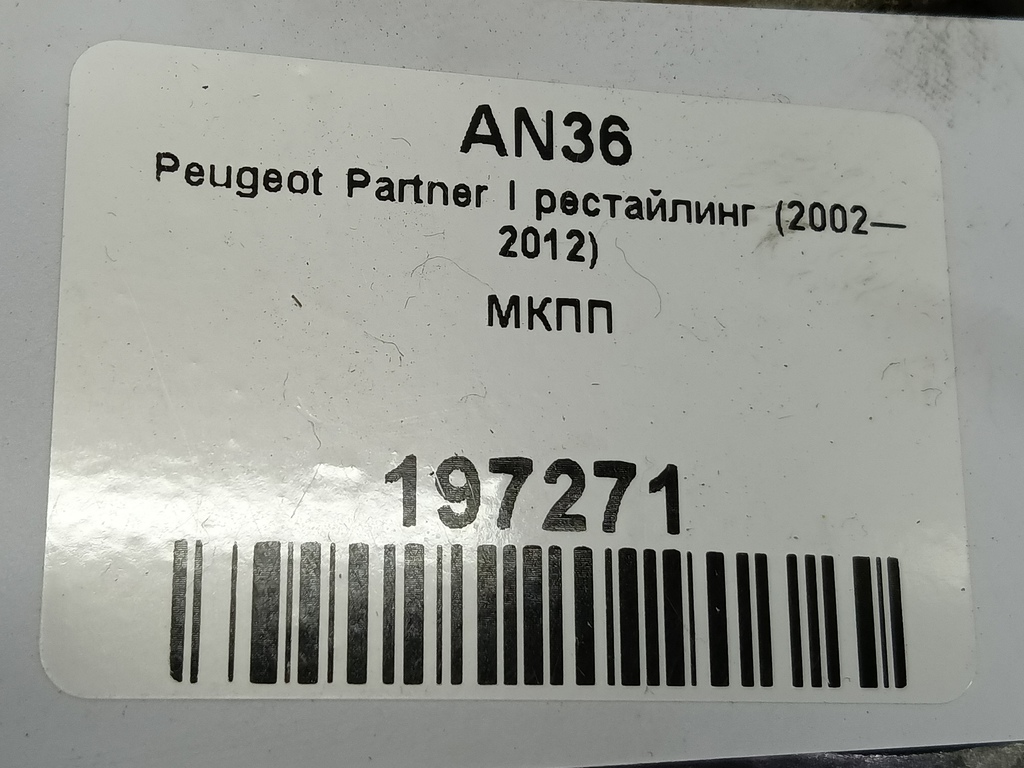 AN36
Peugeot Partner I рестайлинг (2002—
2012)
МКПП
197271